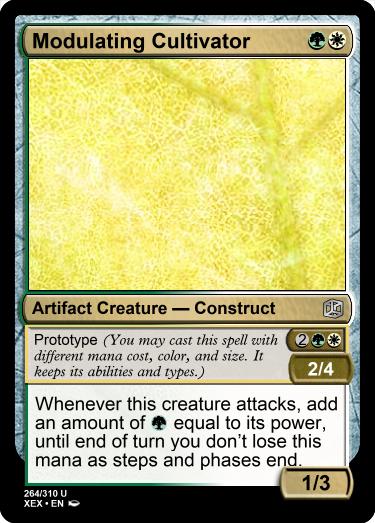 Modulating Cultivator
Artifact Creature — Construct
Prototype (You may cast this spell with 2
different mana cost, color, and size. It
keeps its abilities and types.)
2/4
Whenever this creature attacks, add
an amount of equal to its power,
until end of turn you don't lose this
mana as steps and phases end.
1/3
264/310 U
XEX • EN